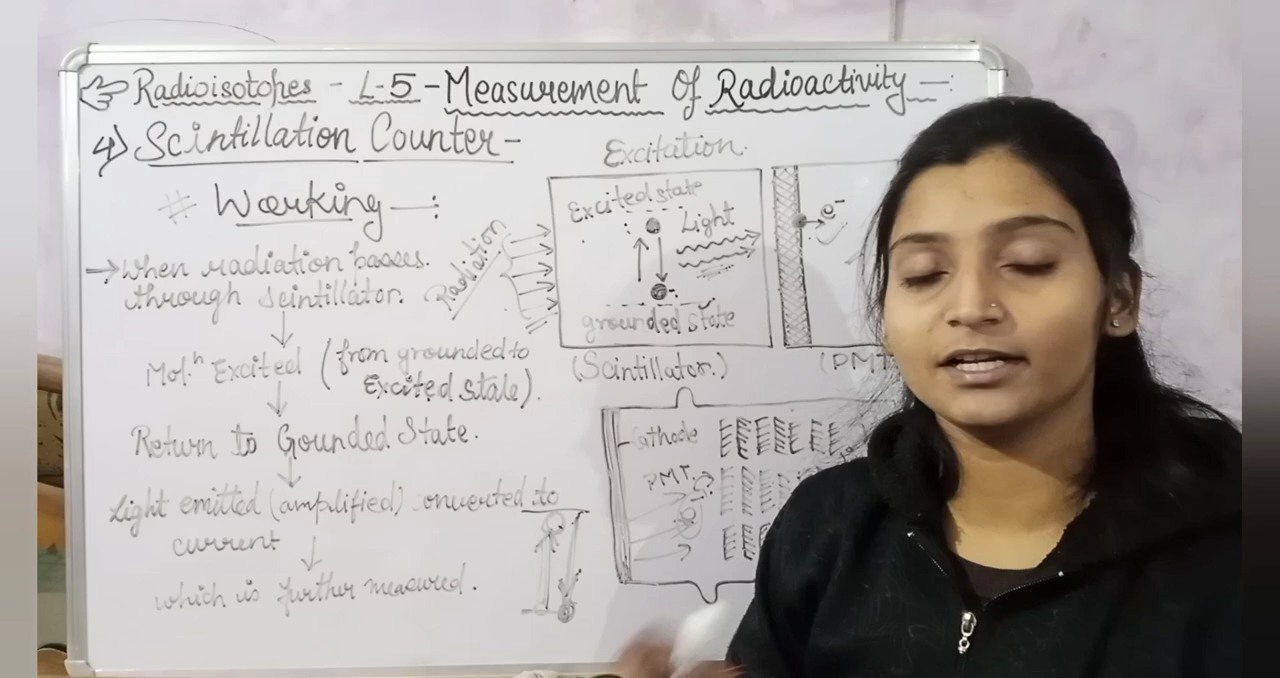 Radioisotopes - L-5 - Measurement Of Radioactivity -:
4) Scintillation Counter -
# Working -:
→ When radiation passes
through scintillator.
Mol.n Excited (from grounded to
Excited state).
Return to Gounded State.
Light emitted (amplified) converted to
current
which is further measured.
Excitation.
Radiation
Excited state
Light
grounded state
(Scintillator.)
e-
(PMT
Cathode
PMT